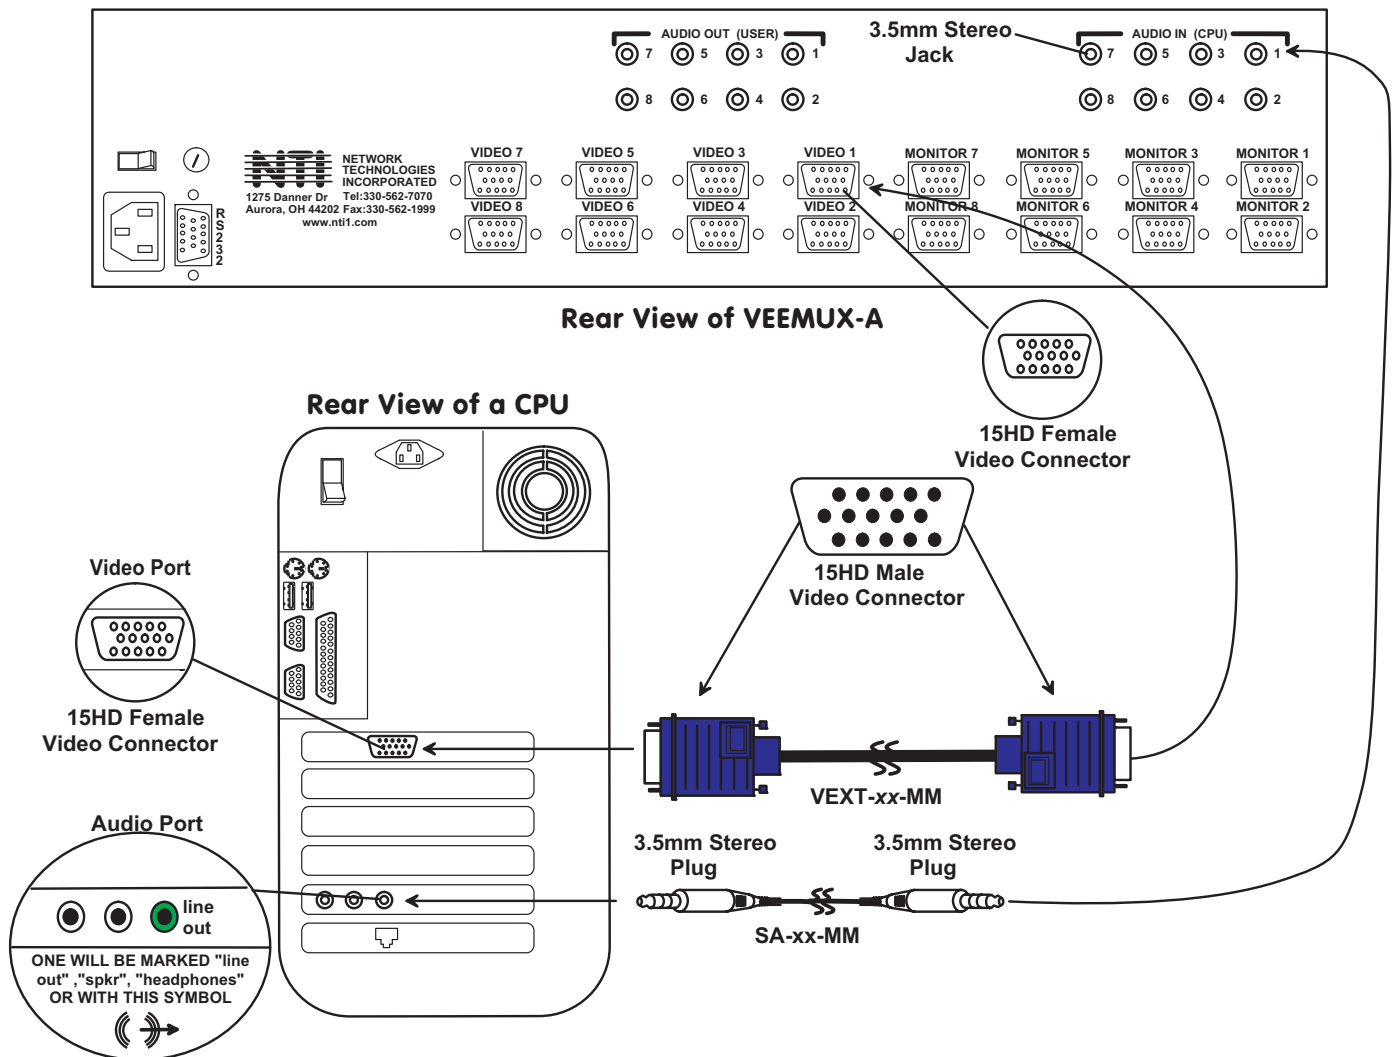 AUDIO OUT (USER)
7 5 3 1
8 6 4 2
3.5mm Stereo
Jack
AUDIO IN (CPU)
7 5 3 1
8 6 4 2
NTI
NETWORK
TECHNOLOGIES
INCORPORATED
1275 Danner Dr Tel:330-562-7070
Aurora, OH 44202 Fax:330-562-1999
www.nti1.com
RS232
VIDEO 7 VIDEO 5 VIDEO 3 VIDEO 1 MONITOR 7 MONITOR 5 MONITOR 3 MONITOR 1
VIDEO 8 VIDEO 6 VIDEO 4 VIDEO 2 MONITOR 8 MONITOR 6 MONITOR 4 MONITOR 2
Rear View of VEEMUX-A
15HD Female
Video Connector
Rear View of a CPU
15HD Male
Video Connector
Video Port
15HD Female
Video Connector
VEXT-xx-MM
3.5mm Stereo
Plug
3.5mm Stereo
Plug
SA-xx-MM
Audio Port
line
out
ONE WILL BE MARKED "line
out" ,"spkr", "headphones"
OR WITH THIS SYMBOL